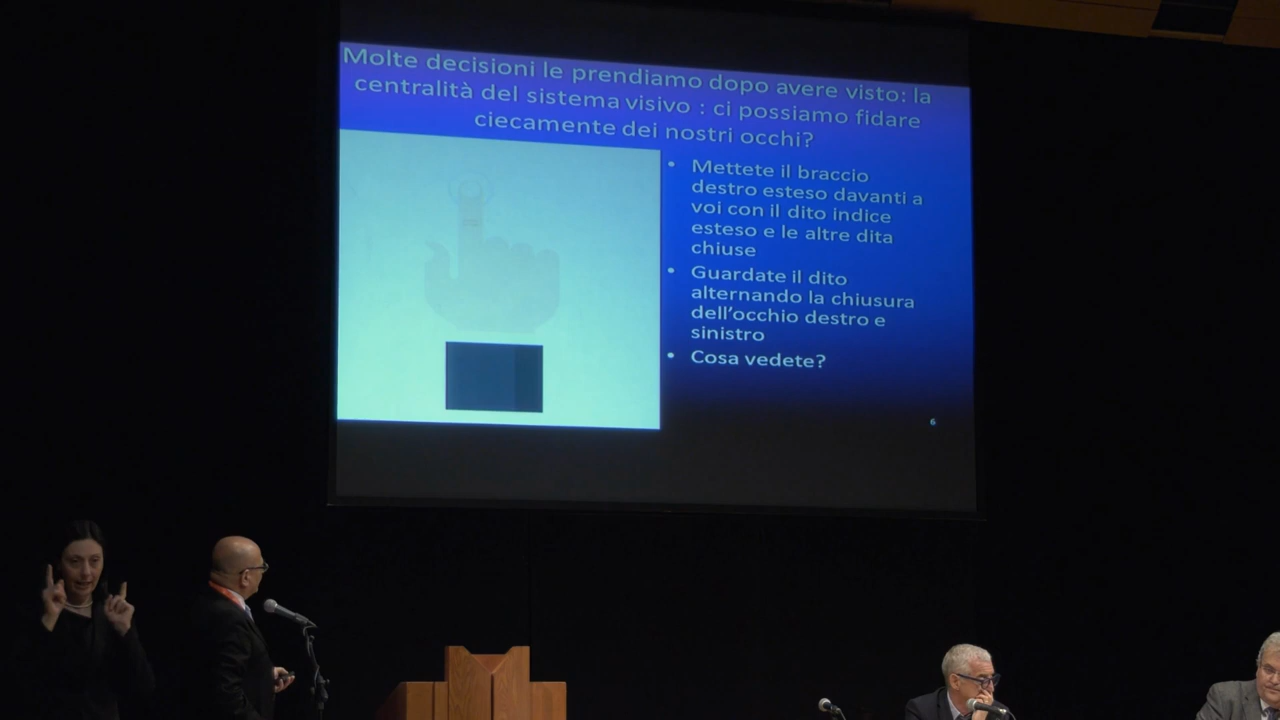 Molte decisioni le prendiamo dopo avere visto: la
centralità del sistema visivo : ci possiamo fidare
ciecamente dei nostri occhi?
• Mettete il braccio
destro esteso davanti a
voi con il dito indice
esteso e le altre dita
chiuse
• Guardate il dito
alternando la chiusura
dell'occhio destro e
sinistro
• Cosa vedete?
6